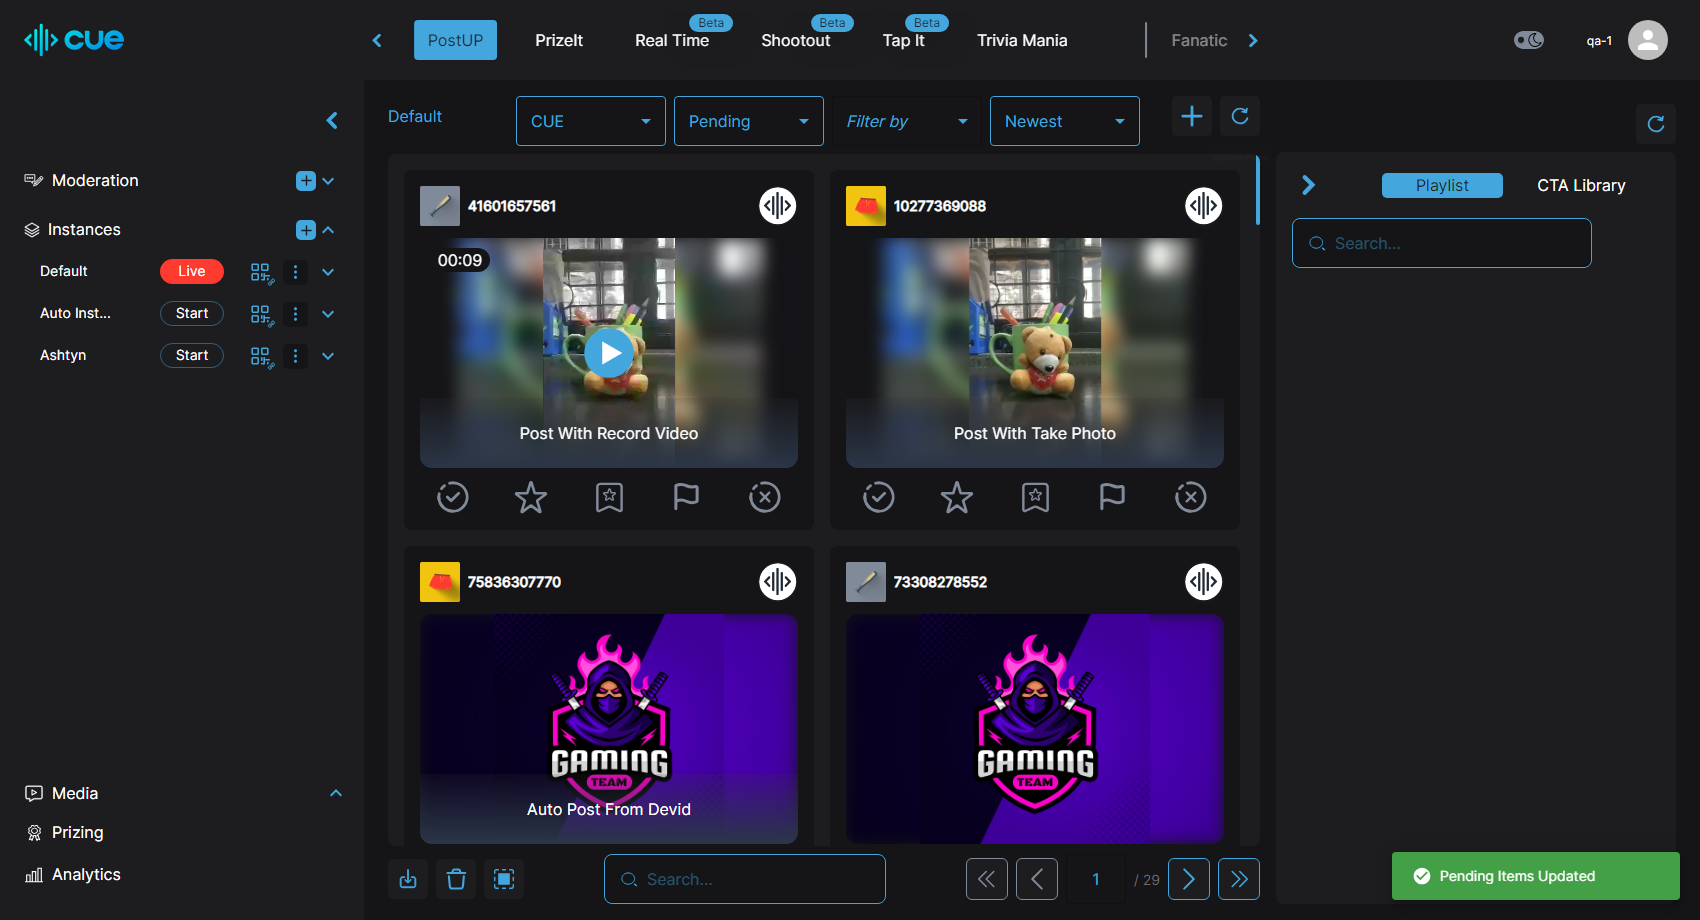 cue
PostUP
PrizeIt
Real Time
Beta
Shootout
Beta
Tap It
Beta
Trivia Mania
Fanatic
qa-1
Moderation
Instances
Default
Live
Auto Inst...
Start
Ashtyn
Start
Media
Prizing
Analytics
Default
CUE
Pending
Filter by
Newest
41601657561
00:09
Post With Record Video
10277369088
Post With Take Photo
75836307770
GAMING
TEAM
Auto Post From Devid
73308278552
GAMING
TEAM
Search...
1
/ 29
Playlist
CTA Library
Search...
Pending Items Updated